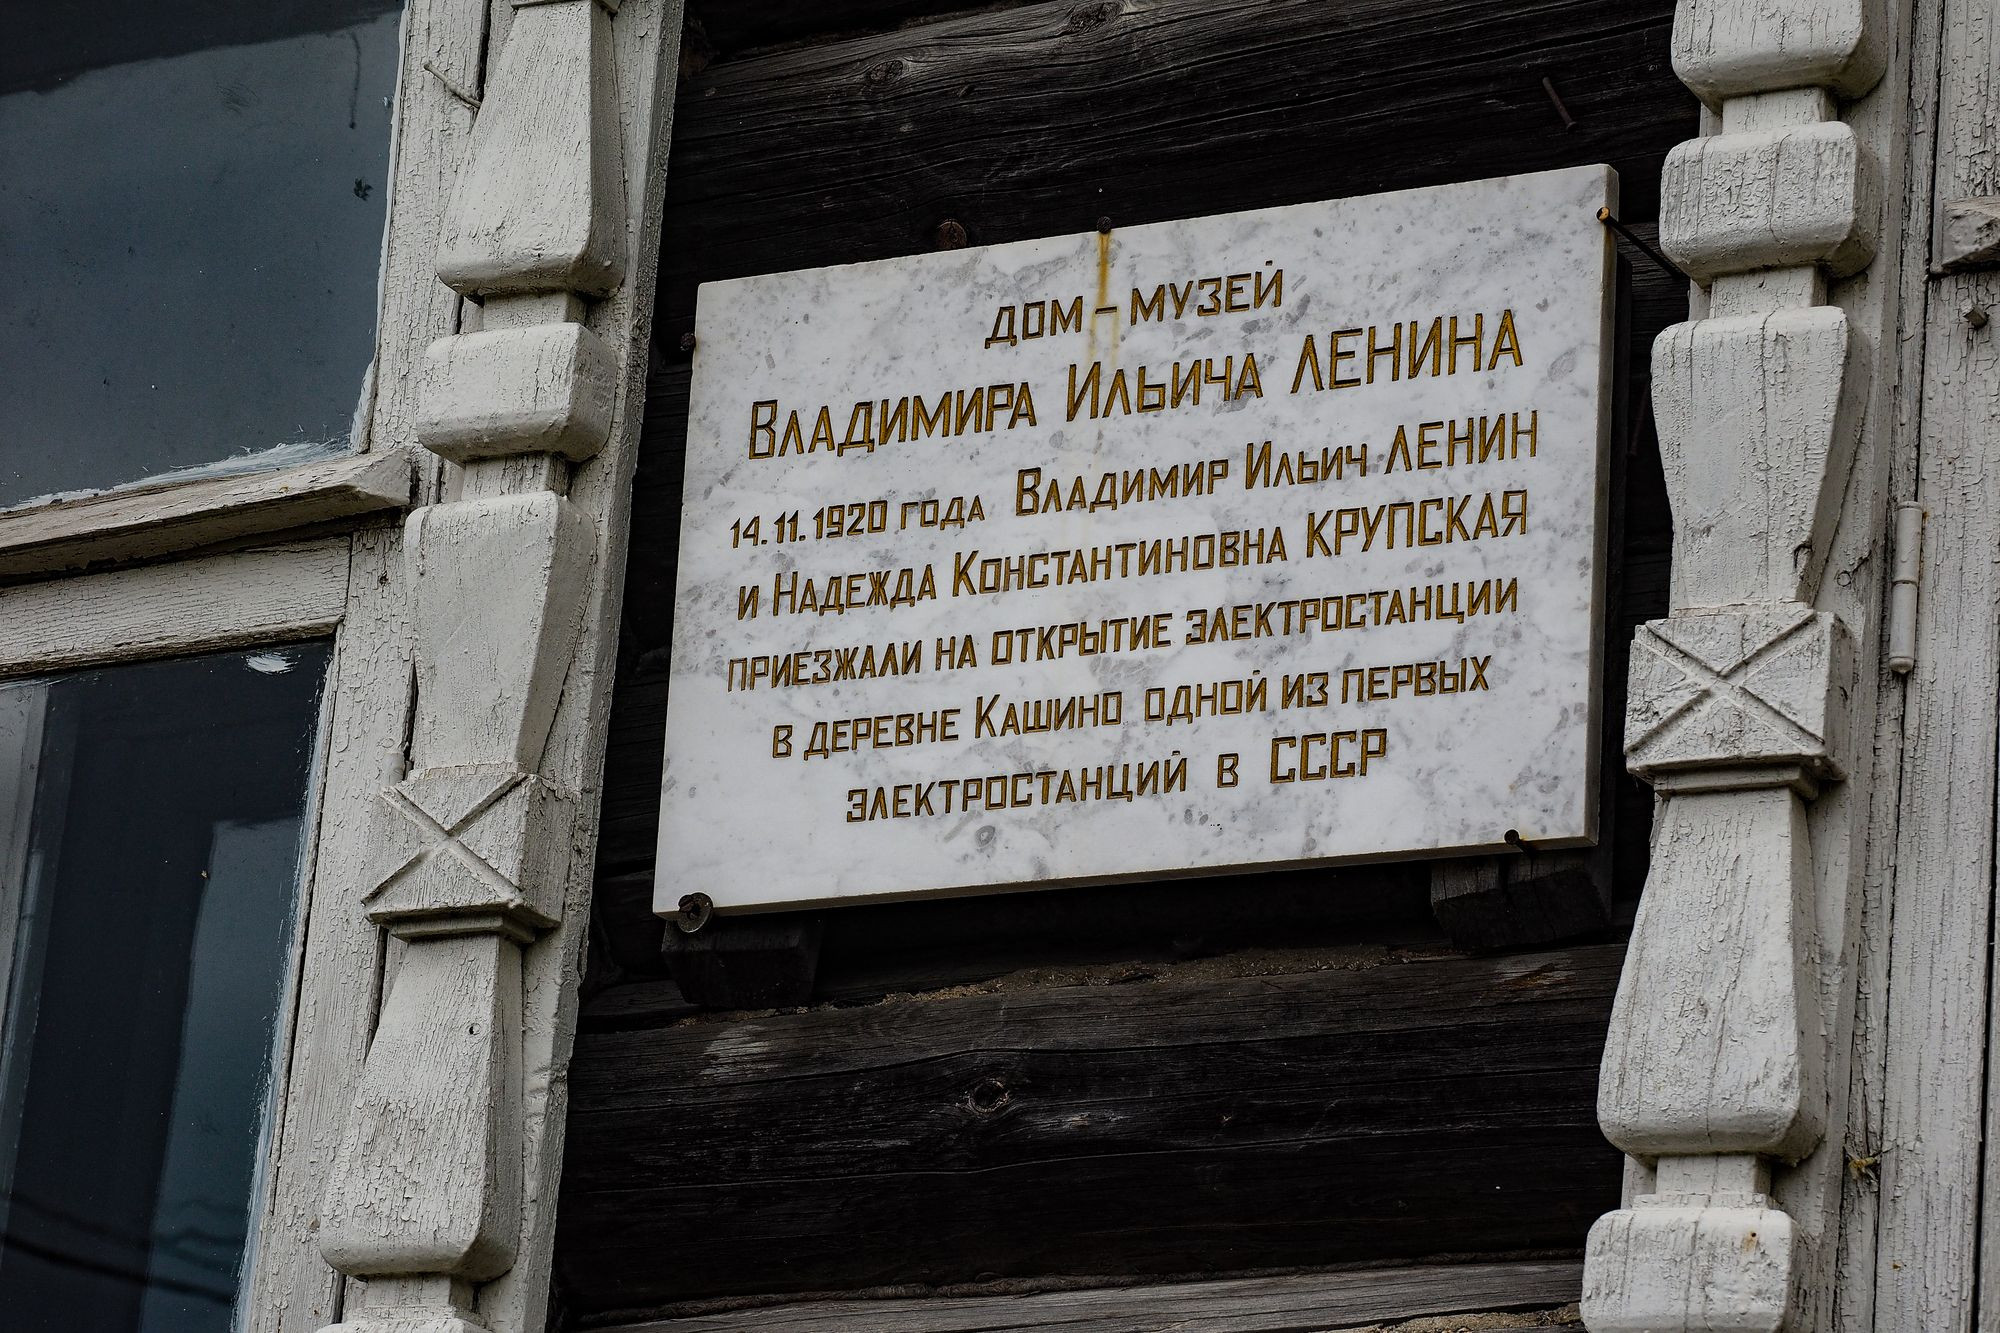 ДОМ – МУЗЕЙ
ВЛАДИМИРА ИЛЬИЧА ЛЕНИНА
14.11.1920 ГОДА ВЛАДИМИР ИЛЬИЧ ЛЕНИН
И НАДЕЖДА КОНСТАНТИНОВНА КРУПСКАЯ
ПРИЕЗЖАЛИ НА ОТКРЫТИЕ ЭЛЕКТРОСТАНЦИИ
В ДЕРЕВНЕ КАШИНО ОДНОЙ ИЗ ПЕРВЫХ
ЭЛЕКТРОСТАНЦИЙ В СССР